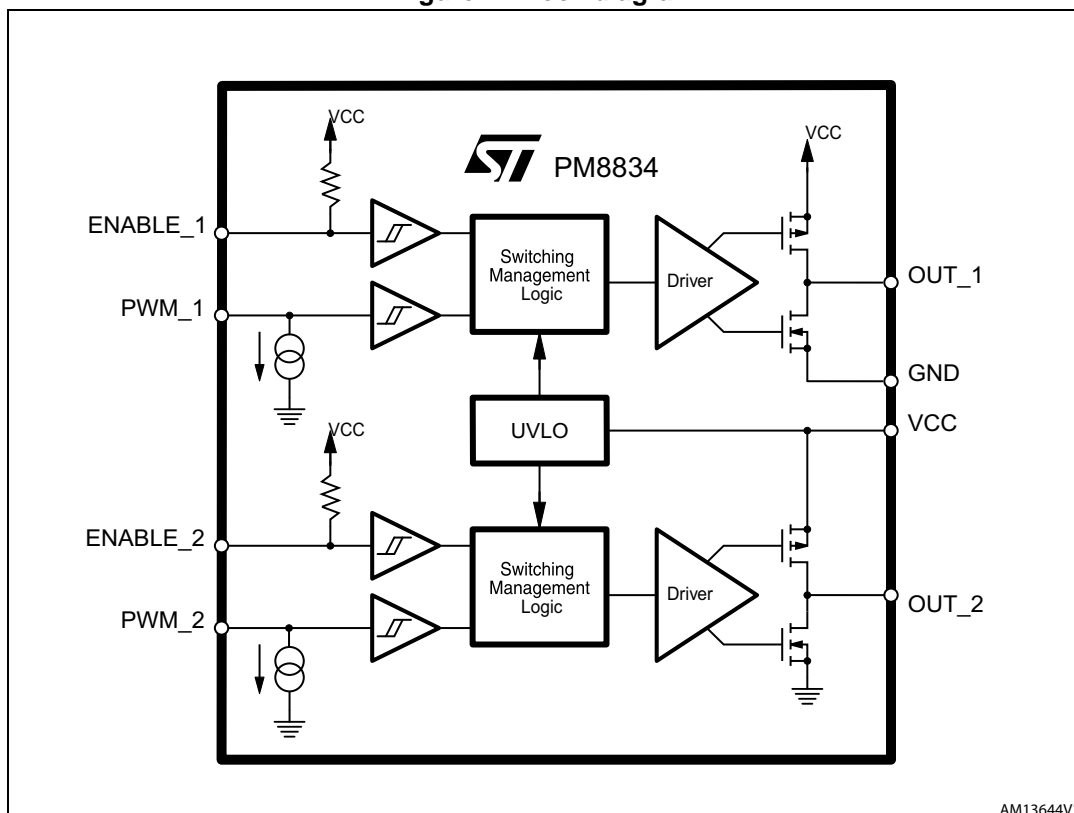 VCC
VCC
ST PM8834
ENABLE_1
Switching
Management
Logic
Driver
OUT_1
PWM_1
GND
UVLO
VCC
VCC
ENABLE_2
Switching
Management
Logic
Driver
OUT_2
PWM_2